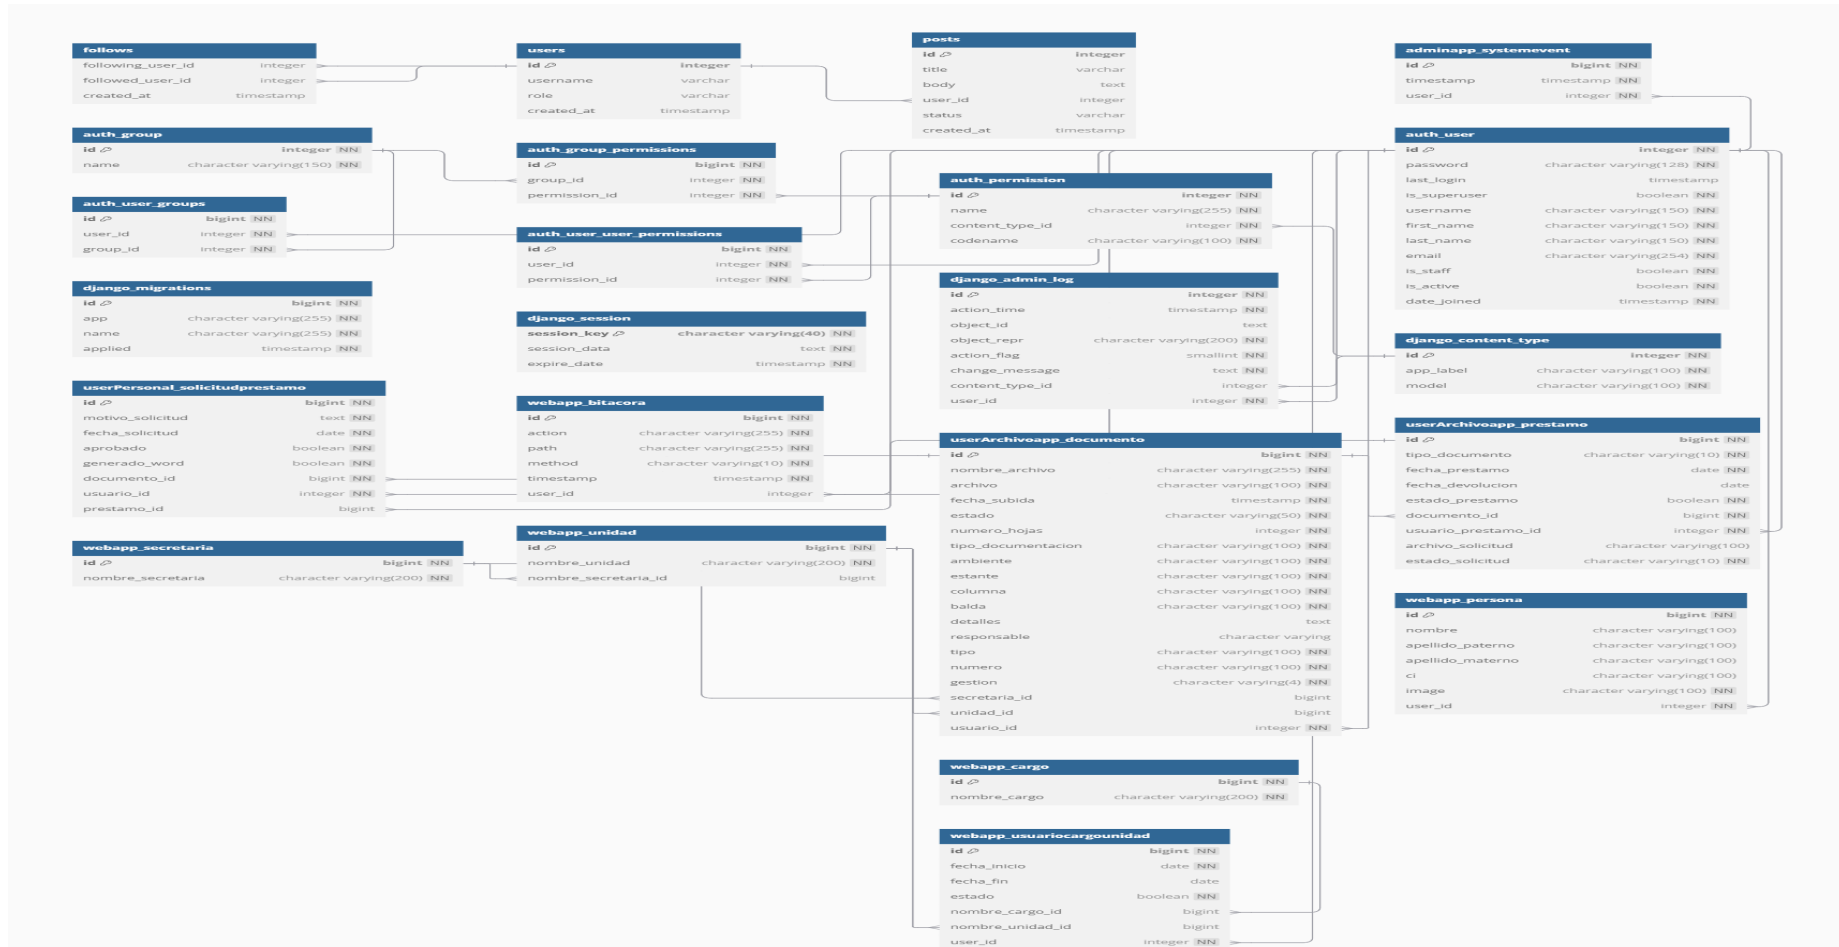 follows
following_user_id integer
followed_user_id integer
created_at timestamp
users
id integer
username varchar
role varchar
created_at timestamp
posts
id integer
title varchar
body text
user_id integer
status varchar
created_at timestamp
adminapp_systemevent
id bigint NN
timestamp timestamp NN
user_id integer NN
auth_group
id integer NN
name character varying(150) NN
auth_group_permissions
id bigint NN
group_id integer NN
permission_id integer NN
auth_permission
id integer NN
name character varying(255) NN
content_type_id integer NN
codename character varying(100) NN
auth_user
id integer NN
password character varying(128) NN
last_login timestamp
is_superuser boolean NN
username character varying(150) NN
first_name character varying(150) NN
last_name character varying(150) NN
email character varying(254) NN
is_staff boolean NN
is_active boolean NN
date_joined timestamp NN
auth_user_groups
id bigint NN
user_id integer NN
group_id integer NN
auth_user_user_permissions
id bigint NN
user_id integer NN
permission_id integer NN
django_admin_log
id integer NN
action_time timestamp NN
object_id text
object_repr character varying(200) NN
action_flag smallint NN
change_message text NN
content_type_id integer
user_id integer NN
django_migrations
id bigint NN
app character varying(255) NN
name character varying(255) NN
applied timestamp NN
django_session
session_key character varying(40) NN
session_data text NN
expire_date timestamp NN
django_content_type
id integer NN
app_label character varying(100) NN
model character varying(100) NN
userPersonal_solicitudprestamo
id bigint NN
motivo_solicitud text NN
fecha_solicitud date NN
aprobado boolean NN
generado_word boolean NN
documento_id bigint NN
usuario_id integer NN
prestamo_id bigint
webapp_bitacora
id bigint NN
action character varying(255) NN
path character varying(255) NN
method character varying(10) NN
timestamp timestamp NN
user_id integer
userArchivoapp_documento
id bigint NN
nombre_archivo character varying(255) NN
archivo character varying(100) NN
fecha_subida timestamp NN
estado character varying(50) NN
numero_hojas integer NN
tipo_documentacion character varying(100) NN
ambiente character varying(100) NN
estante character varying(100) NN
columna character varying(100) NN
balda character varying(100) NN
detalles text
responsable character varying
tipo character varying(100) NN
numero character varying(100) NN
gestion character varying(4) NN
secretaria_id bigint
unidad_id bigint
usuario_id integer NN
userArchivoapp_prestamo
id bigint NN
tipo_documento character varying(10) NN
fecha_prestamo date NN
fecha_devolucion date
estado_prestamo boolean NN
documento_id bigint NN
usuario_prestamo_id integer NN
archivo_solicitud character varying(100)
estado_solicitud character varying(10) NN
webapp_secretaria
id bigint NN
nombre_secretaria character varying(200) NN
webapp_unidad
id bigint NN
nombre_unidad character varying(200) NN
nombre_secretaria_id bigint
webapp_persona
id bigint NN
nombre character varying(100)
apellido_paterno character varying(100)
apellido_materno character varying(100)
ci character varying(100)
image character varying(100) NN
user_id integer NN
webapp_cargo
id bigint NN
nombre_cargo character varying(200) NN
webapp_usuariocargounidad
id bigint NN
fecha_inicio date NN
fecha_fin date
estado boolean NN
nombre_cargo_id bigint
nombre_unidad_id bigint
user_id integer NN